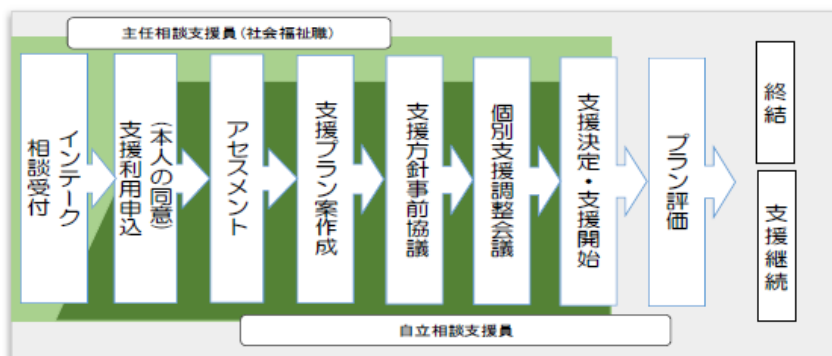 主任相談支援員(社会福祉職)
インテーク
相談受付
(本人の同意)
支援利用申込
アセスメント
支援プラン案作成
支援方針事前協議
個別支援調整会議
支援決定・支援開始
プラン評価
終結
支援継続
自立相談支援員